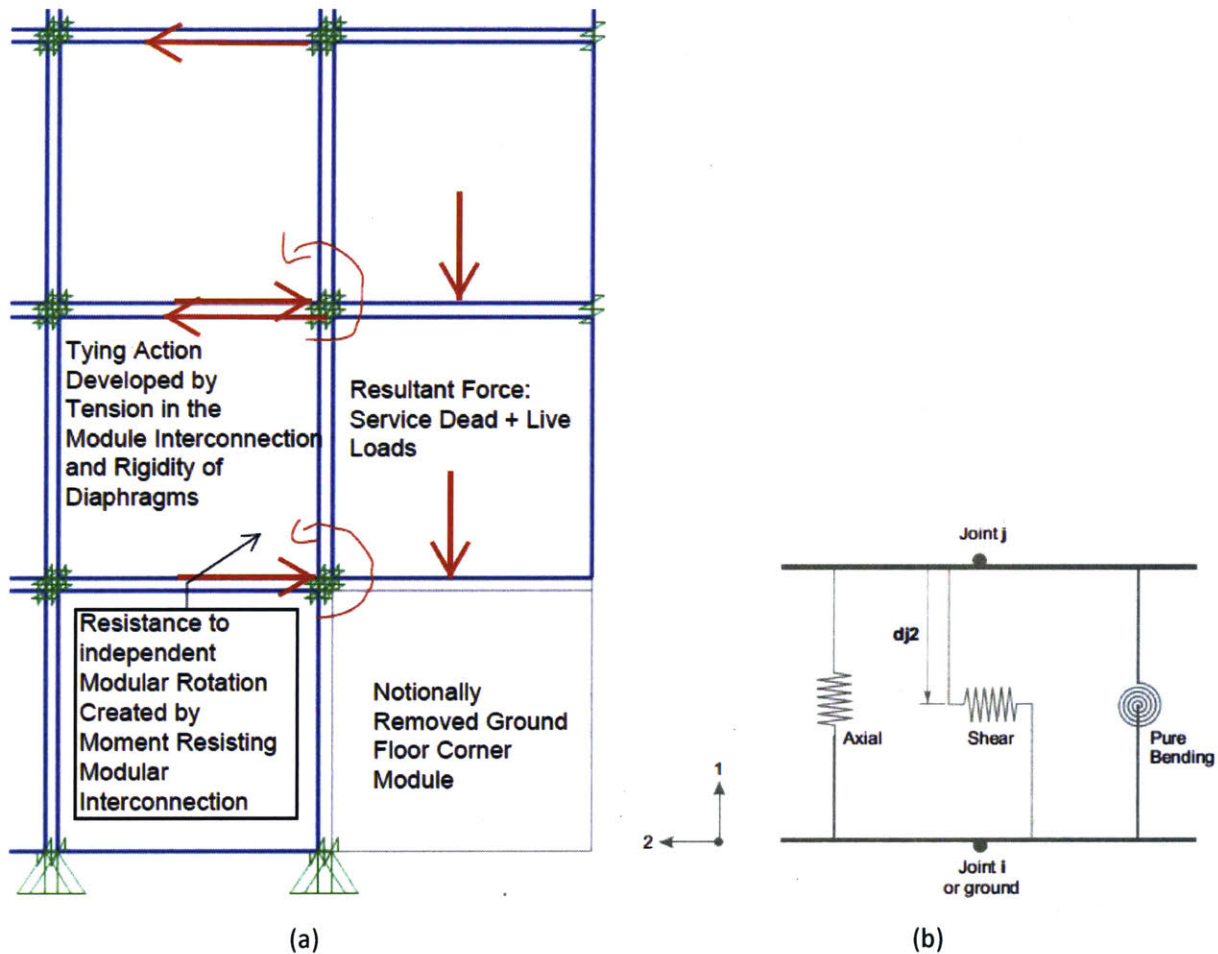 Tying Action
Developed by
Tension in the
Module Interconnection
and Rigidity of
Diaphragms
Resultant Force:
Service Dead + Live
Loads
Resistance to
independent
Modular Rotation
Created by
Moment Resisting
Modular
Interconnection
Notionally
Removed Ground
Floor Corner
Module
(a)
Joint j
dj2
Axial
Shear
Pure
Bending
1
2
Joint i
or ground
(b)